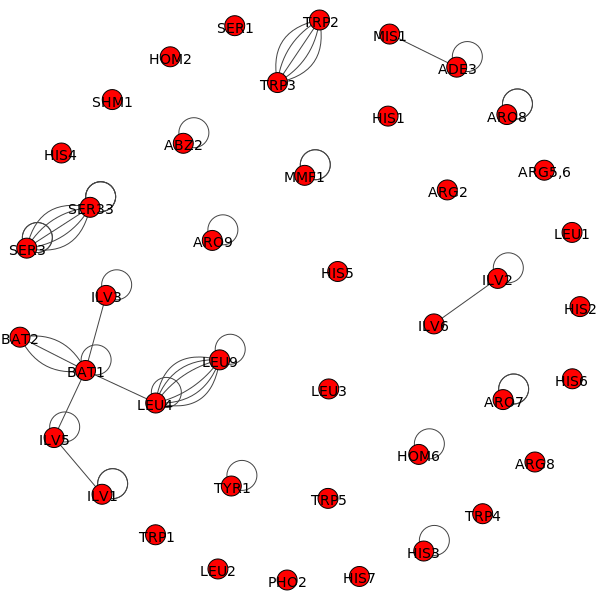 TRP2
SER1
MIS1
HOM2
ADE3
TRP3
SHM1
HIS1
ARO8
ABZ2
HIS4
ARG5,6
MMF1
ARG2
SER33
LEU1
ARO9
SER3
HIS5
ILV2
ILV3
HIS2
ILV6
BAT2
LEU9
BAT1
HIS6
LEU3
ARO7
LEU4
ILV5
HOM6
ARG8
TYR1
ILV1
TRP5
TRP4
TRP1
HIS3
LEU2
HIS7
PHO2